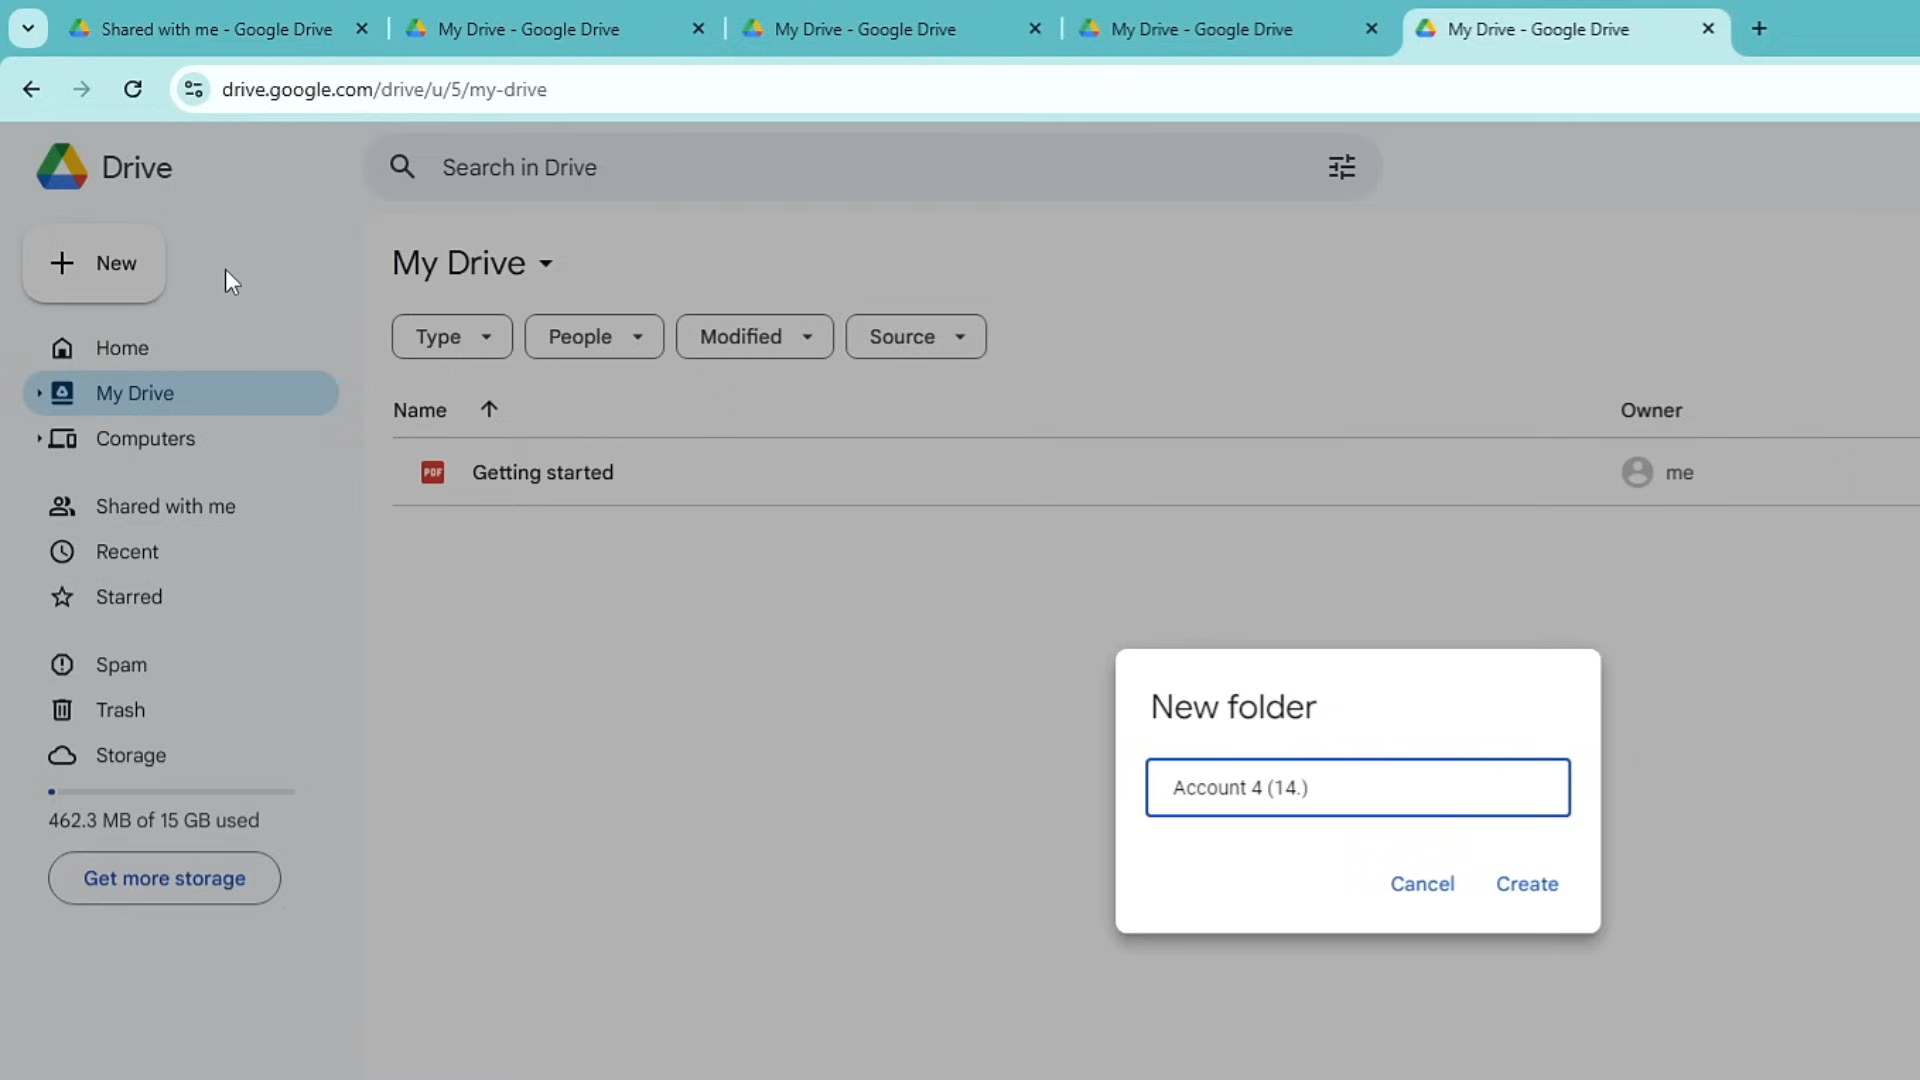 Shared with me - Google Drive
My Drive - Google Drive
My Drive - Google Drive
My Drive - Google Drive
My Drive - Google Drive
drive.google.com/drive/u/5/my-drive
Drive
Search in Drive
New
My Drive
Type
People
Modified
Source
Home
My Drive
Computers
Name
Owner
PDF
Getting started
me
Shared with me
Recent
Starred
Spam
Trash
Storage
462.3 MB of 15 GB used
Get more storage
New folder
Account 4 (14.)
Cancel
Create